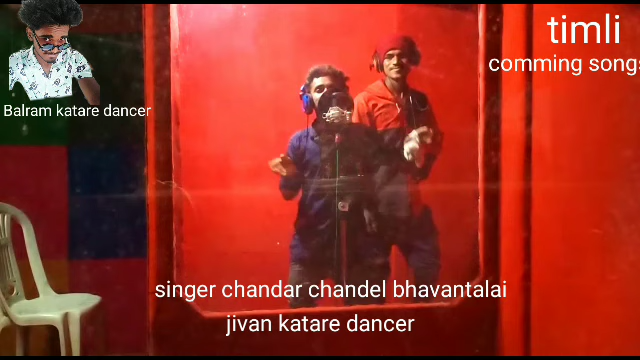 timli
comming songs
Balram katare dancer
singer chandar chandel bhavantalai
jivan katare dancer